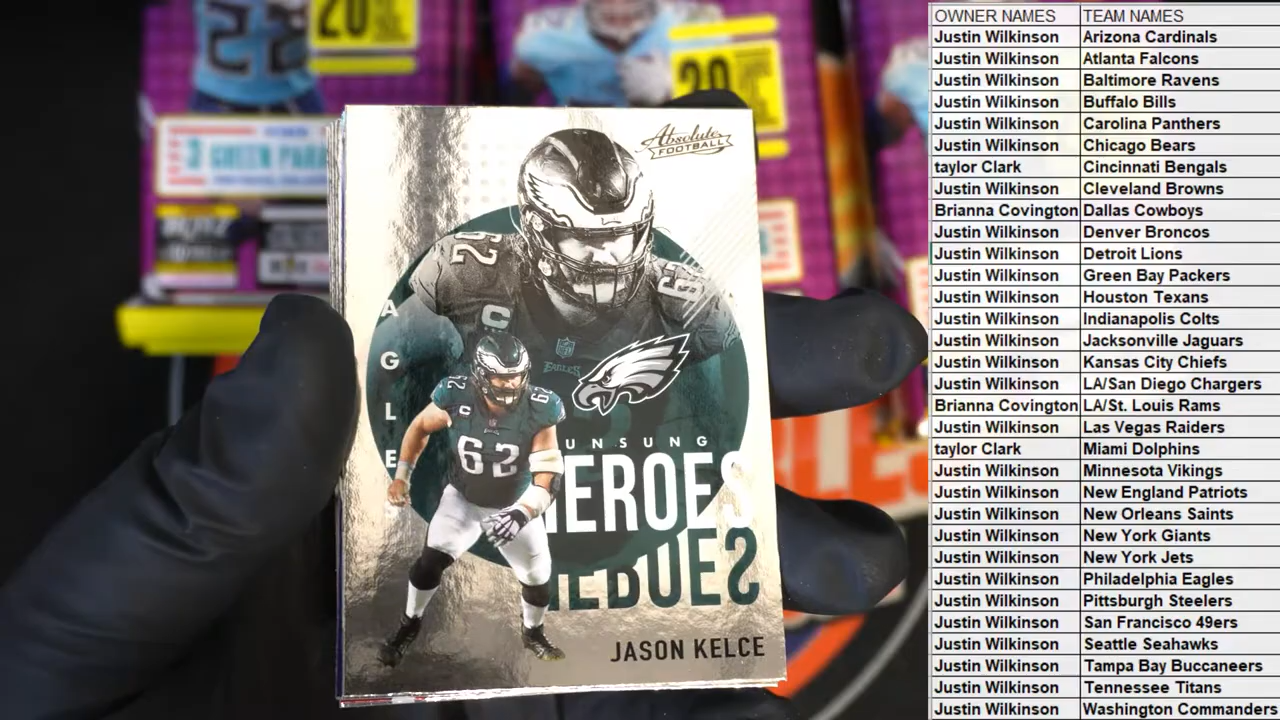 22
20%
20%
62
62
C
EAGLES
A
G
L
E
S
62
62
C
62
Absolute
FOOTBALL
UNSUNG
HEROES
HEROES
JASON KELCE
OWNER NAMES TEAM NAMES
Justin Wilkinson Arizona Cardinals
Justin Wilkinson Atlanta Falcons
Justin Wilkinson Baltimore Ravens
Justin Wilkinson Buffalo Bills
Justin Wilkinson Carolina Panthers
Justin Wilkinson Chicago Bears
taylor Clark Cincinnati Bengals
Justin Wilkinson Cleveland Browns
Brianna Covington Dallas Cowboys
Justin Wilkinson Denver Broncos
Justin Wilkinson Detroit Lions
Justin Wilkinson Green Bay Packers
Justin Wilkinson Houston Texans
Justin Wilkinson Indianapolis Colts
Justin Wilkinson Jacksonville Jaguars
Justin Wilkinson Kansas City Chiefs
Justin Wilkinson LA/San Diego Chargers
Brianna Covington LA/St. Louis Rams
Justin Wilkinson Las Vegas Raiders
taylor Clark Miami Dolphins
Justin Wilkinson Minnesota Vikings
Justin Wilkinson New England Patriots
Justin Wilkinson New Orleans Saints
Justin Wilkinson New York Giants
Justin Wilkinson New York Jets
Justin Wilkinson Philadelphia Eagles
Justin Wilkinson Pittsburgh Steelers
Justin Wilkinson San Francisco 49ers
Justin Wilkinson Seattle Seahawks
Justin Wilkinson Tampa Bay Buccaneers
Justin Wilkinson Tennessee Titans
Justin Wilkinson Washington Commanders